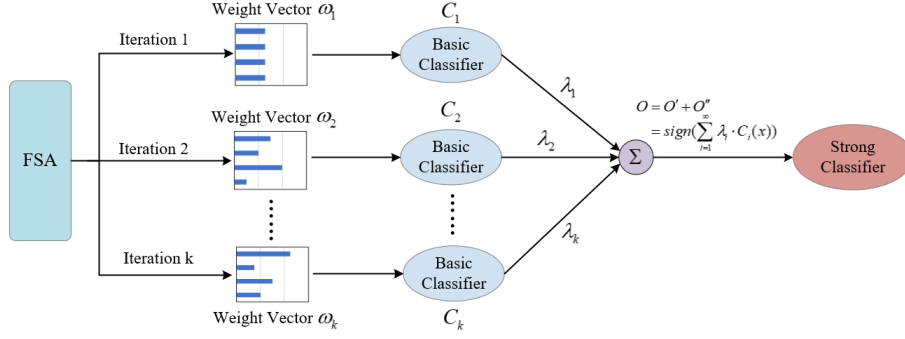 Weight Vector ω₁
C₁
Iteration 1
Basic
Classifier
λ₁
Weight Vector ω₂
C₂
O = O′ + O″
= sign(∑_{i=1}^{∞} λᵢ · Cᵢ(x))
FSA
Iteration 2
Basic
Classifier
λ₂
Σ
Strong
Classifier
Iteration k
Basic
Classifier
λₖ
Weight Vector ωₖ
Cₖ